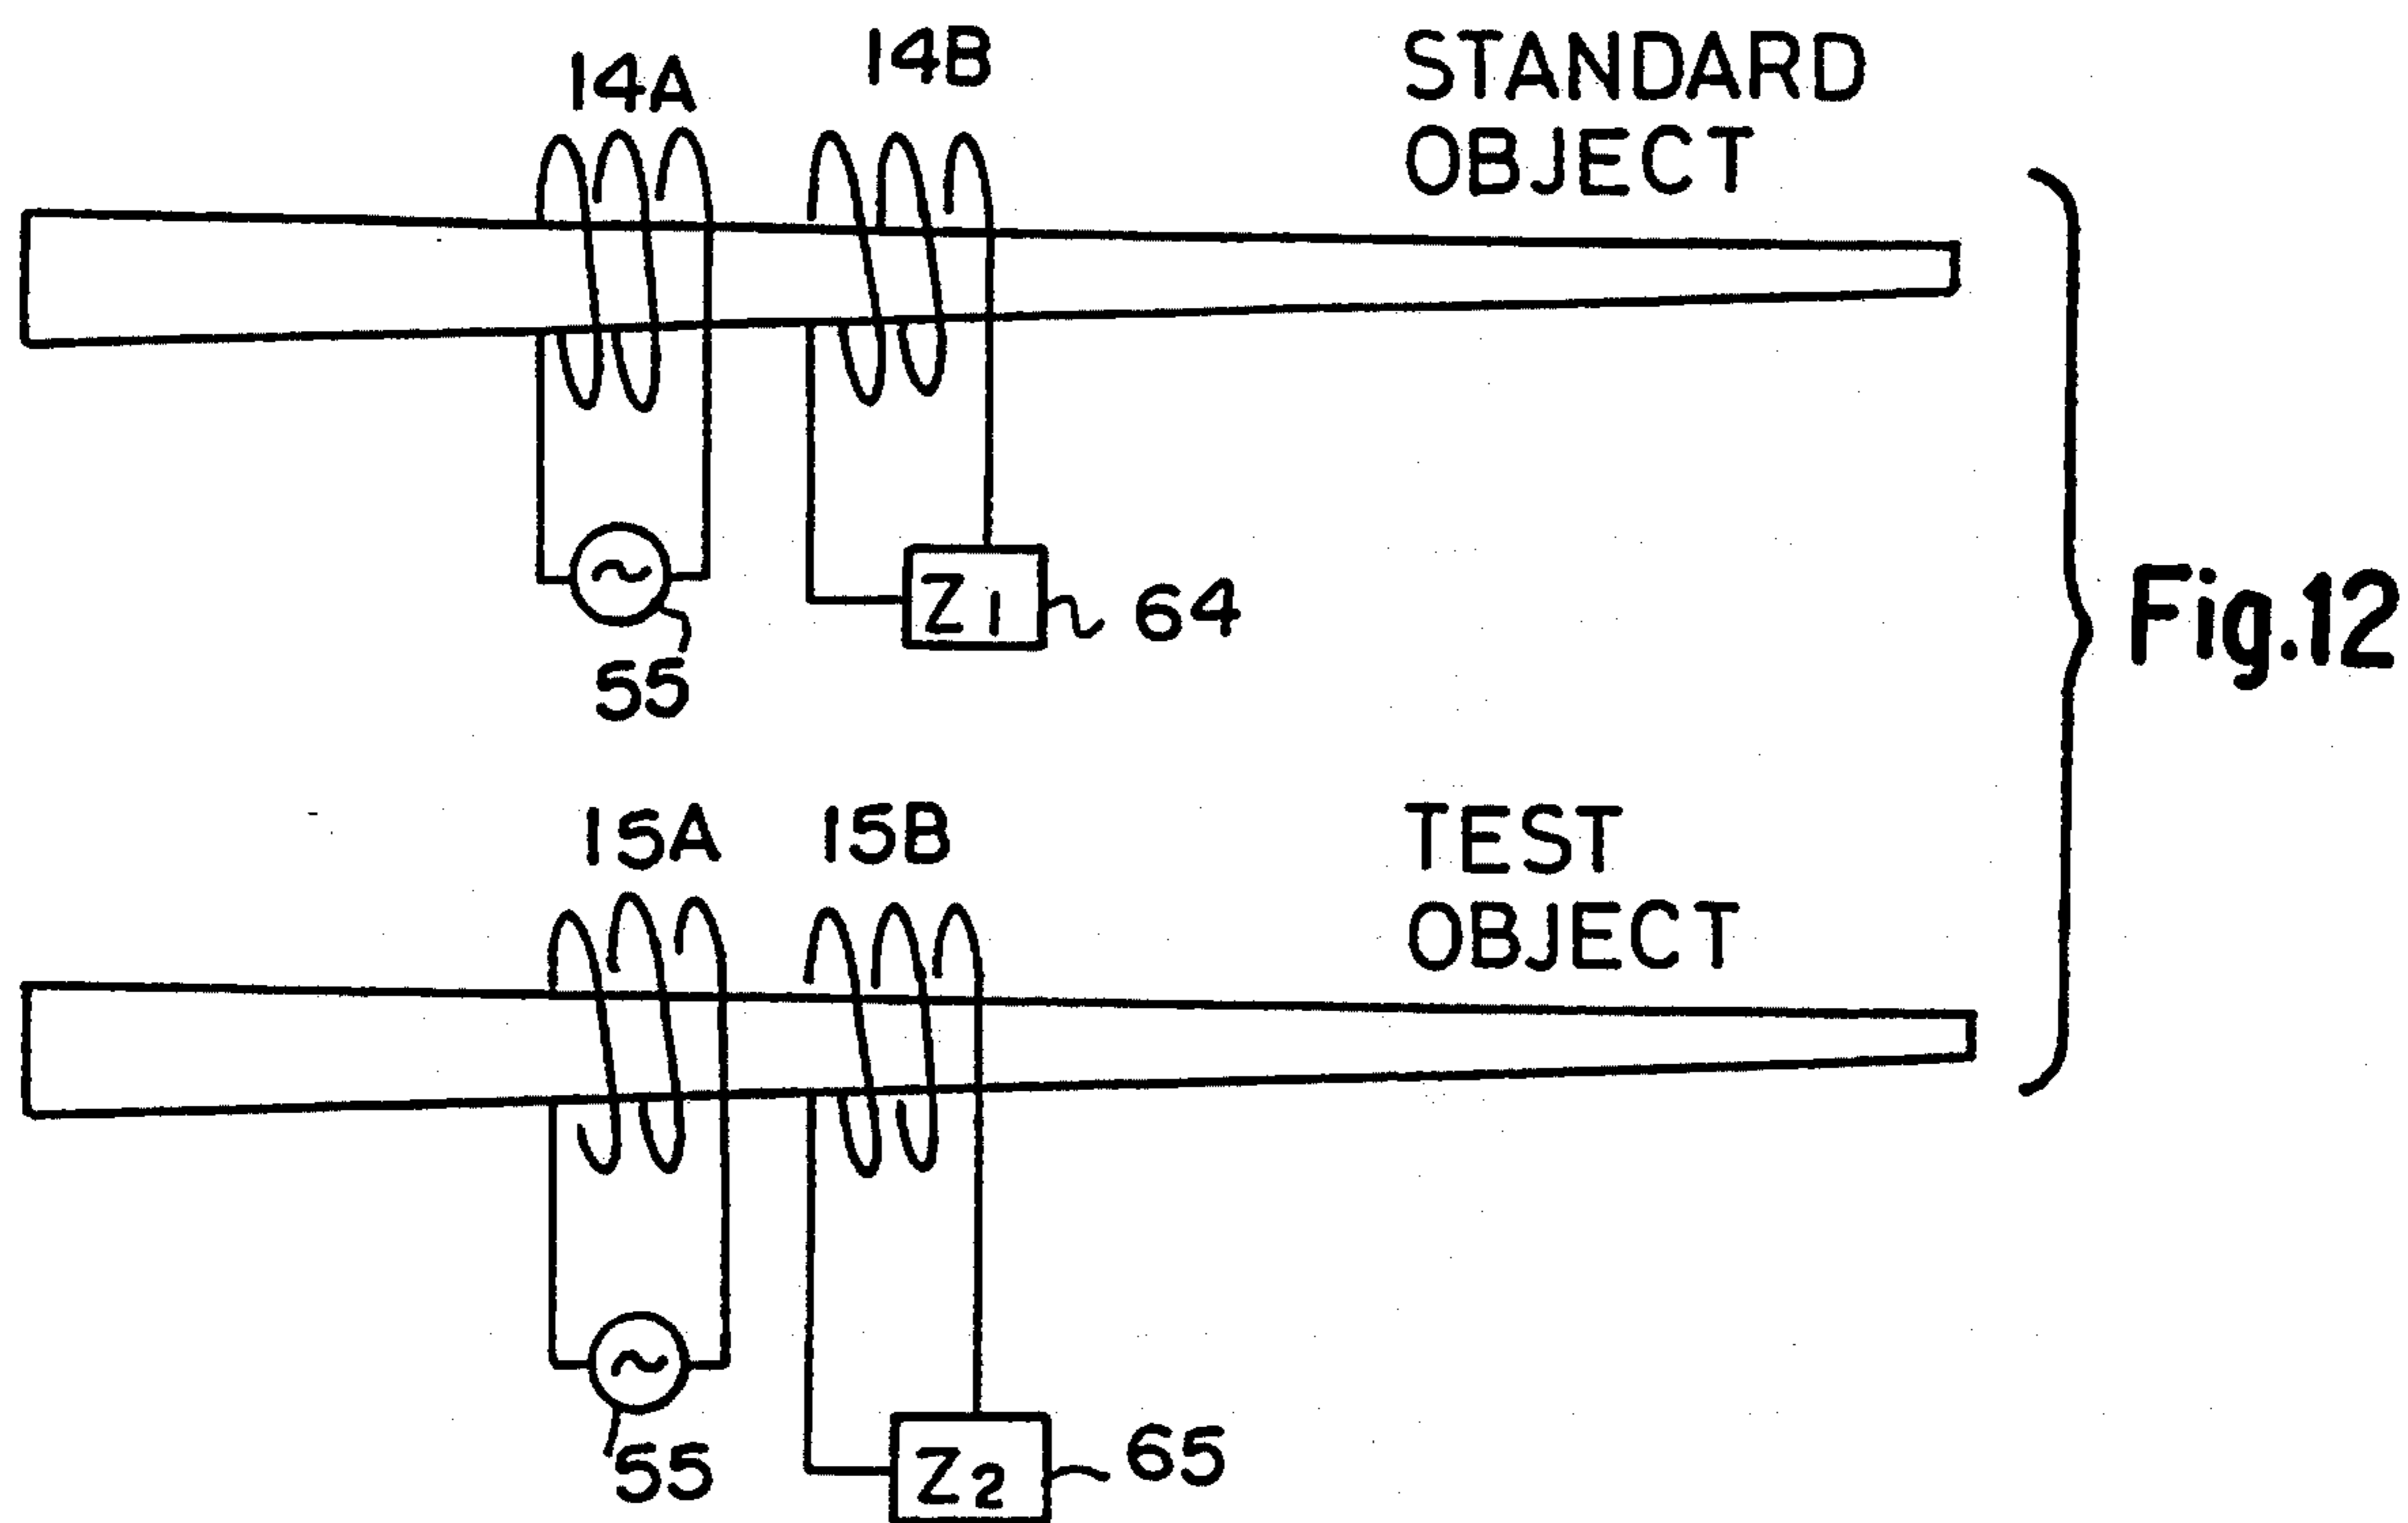 14A
14B
STANDARD
OBJECT
Z1
64
55
Fig.12
15A
15B
TEST
OBJECT
55
Z2
65